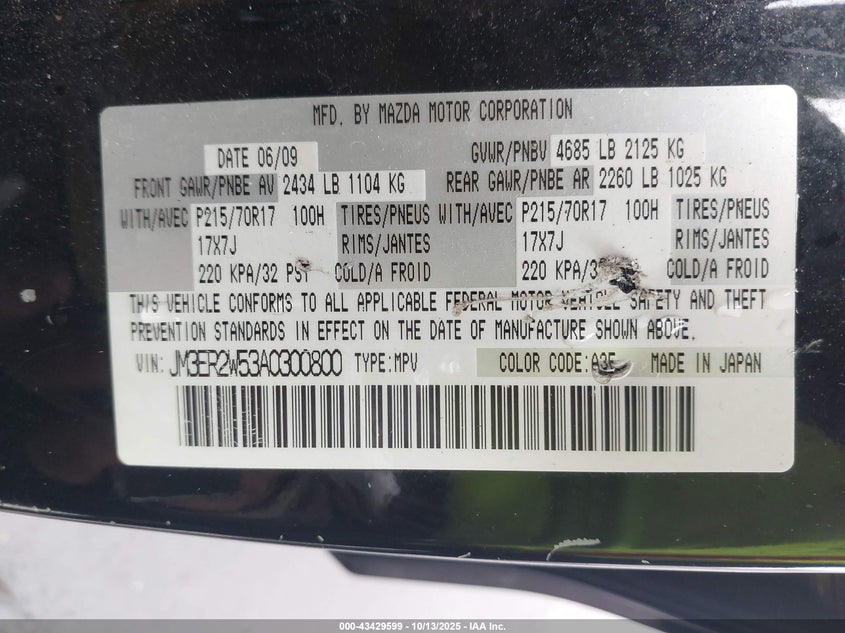 MFD. BY MAZDA MOTOR CORPORATION
DATE 06/09 GVWR/PNBV 4685 LB 2125 KG
FRONT GAWR/PNBE AV 2434 LB 1104 KG REAR GAWR/PNBE AR 2260 LB 1025 KG
WITH/AVEC P215/70R17 100H TIRES/PNEUS WITH/AVEC P215/70R17 100H TIRES/PNEUS
17X7J RIMS/JANTES 17X7J RIMS/JANTES
220 KPA/32 PSI COLD/A FROID 220 KPA/ COLD/A FROID
THIS VEHICLE CONFORMS TO ALL APPLICABLE FEDERAL MOTOR VEHICLE SAFETY AND THEFT
PREVENTION STANDARDS IN EFFECT ON THE DATE OF MANUFACTURE SHOWN ABOVE.
VIN: JM3ER2W53A0300800 TYPE:MPV COLOR CODE: MADE IN JAPAN
000-43429599 - 10/13/2025 - IAA Inc.